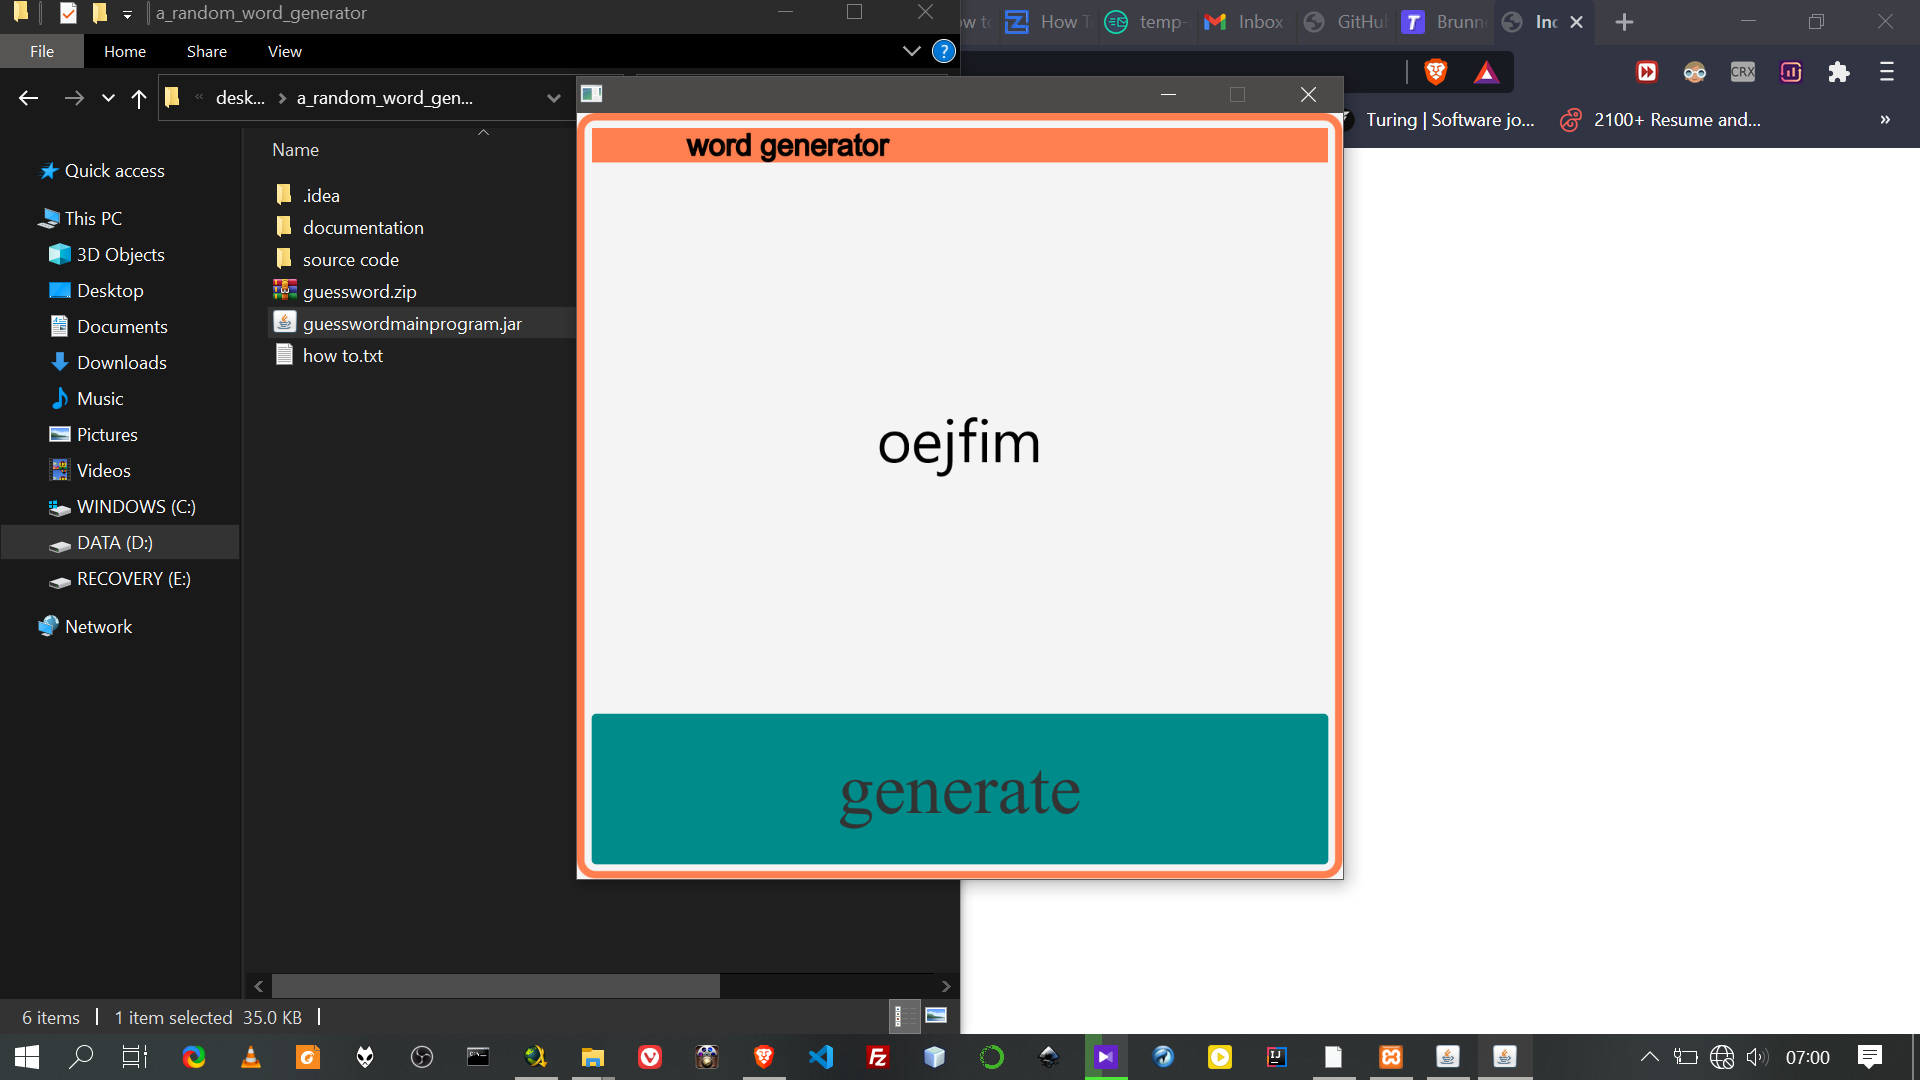 a_random_word_generator
File
Home
Share
View
?
desk...
a_random_word_gen...
Name
Quick access
This PC
3D Objects
Desktop
Documents
Downloads
Music
Pictures
Videos
WINDOWS (C:)
DATA (D:)
RECOVERY (E:)
Network
.idea
documentation
source code
guessword.zip
guesswordmainprogram.jar
how to.txt
6 items
1 item selected 35.0 KB
word generator
oejfim
generate
How T
temp-
Inbox
GitHu
Brunn
CRX
Turing | Software jo...
2100+ Resume and...
»
07:00